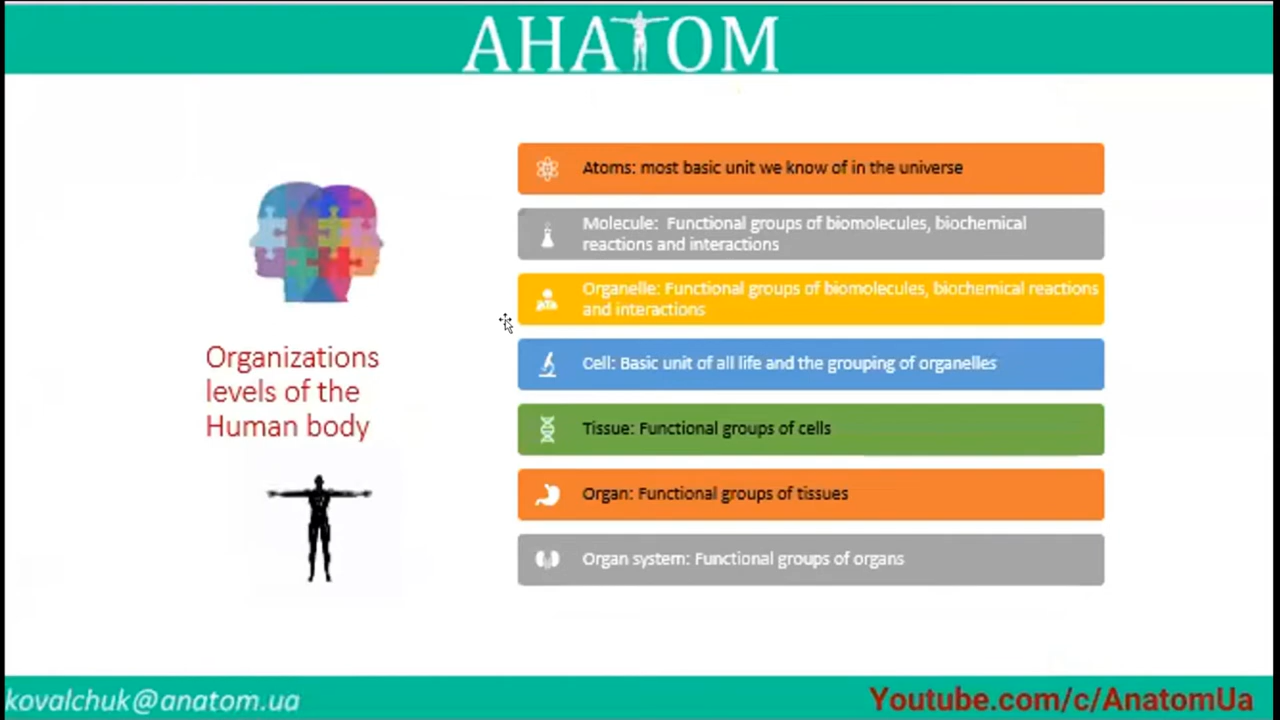 АНАТОМ
Atoms: most basic unit we know of in the universe
Molecule: Functional groups of biomolecules, biochemical
reactions and interactions
Organelle: Functional groups of biomolecules, biochemical reactions
and interactions
Organizations
levels of the
Human body
Cell: Basic unit of all life and the grouping of organelles
Tissue: Functional groups of cells
Organ: Functional groups of tissues
Organ system: Functional groups of organs
kovalchuk@anatom.ua
Youtube.com/c/AnatomUa